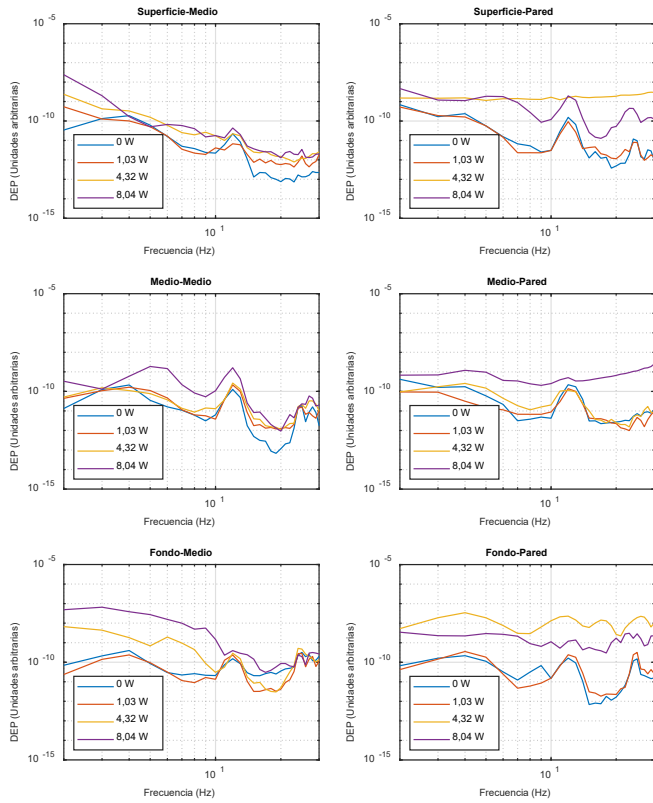 Superficie-Medio
10 -5
10 -10
10 -15
DEP (Unidades arbitrarias)
0 W
1,03 W
4,32 W
8,04 W
10 -1
Frecuencia (Hz)
Superficie-Pared
10 -5
10 -10
10 -15
DEP (Unidades arbitrarias)
0 W
1,03 W
4,32 W
8,04 W
10 -1
Frecuencia (Hz)
Medio-Medio
10 -5
10 -10
10 -15
DEP (Unidades arbitrarias)
0 W
1,03 W
4,32 W
8,04 W
10 -1
Frecuencia (Hz)
Medio-Pared
10 -5
10 -10
10 -15
DEP (Unidades arbitrarias)
0 W
1,03 W
4,32 W
8,04 W
10 -1
Frecuencia (Hz)
Fondo-Medio
10 -5
10 -10
10 -15
DEP (Unidades arbitrarias)
0 W
1,03 W
4,32 W
8,04 W
10 -1
Frecuencia (Hz)
Fondo-Pared
10 -5
10 -10
10 -15
DEP (Unidades arbitrarias)
0 W
1,03 W
4,32 W
8,04 W
10 -1
Frecuencia (Hz)